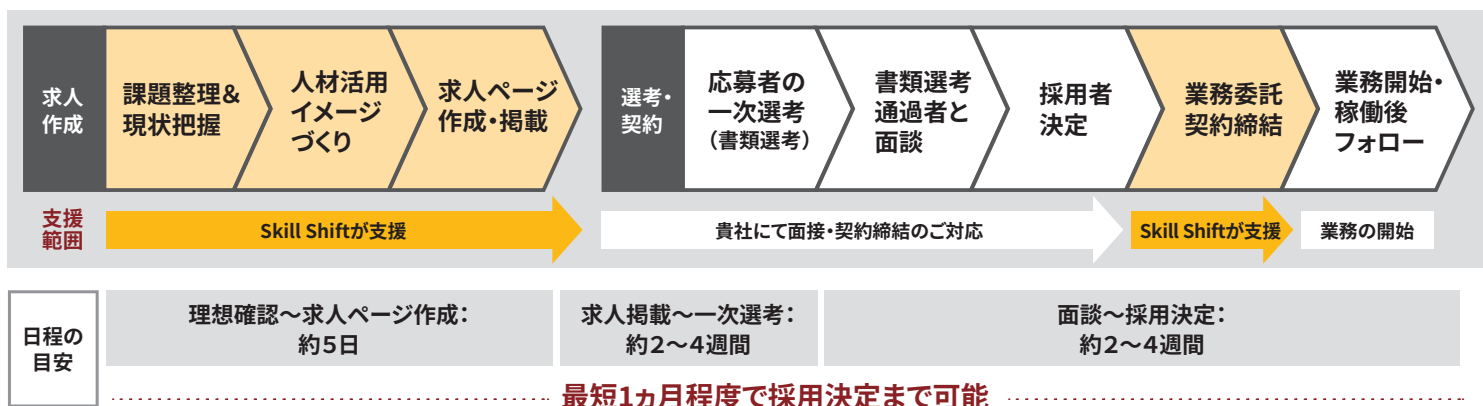 求人
作成
課題整理&
現状把握
人材活用
イメージ
づくり
求人ページ
作成・掲載
選考・
契約
応募者の
一次選考
(書類選考)
書類選考
通過者と
面談
採用者
決定
業務委託
契約締結
業務開始・
稼働後
フォロー
支援
範囲
Skill Shiftが支援
貴社にて面接・契約締結のご対応
Skill Shiftが支援
業務の開始
日程の
目安
理想確認〜求人ページ作成:
約5日
求人掲載〜一次選考:
約2〜4週間
面談〜採用決定:
約2〜4週間
最短1ヵ月程度で採用決定まで可能